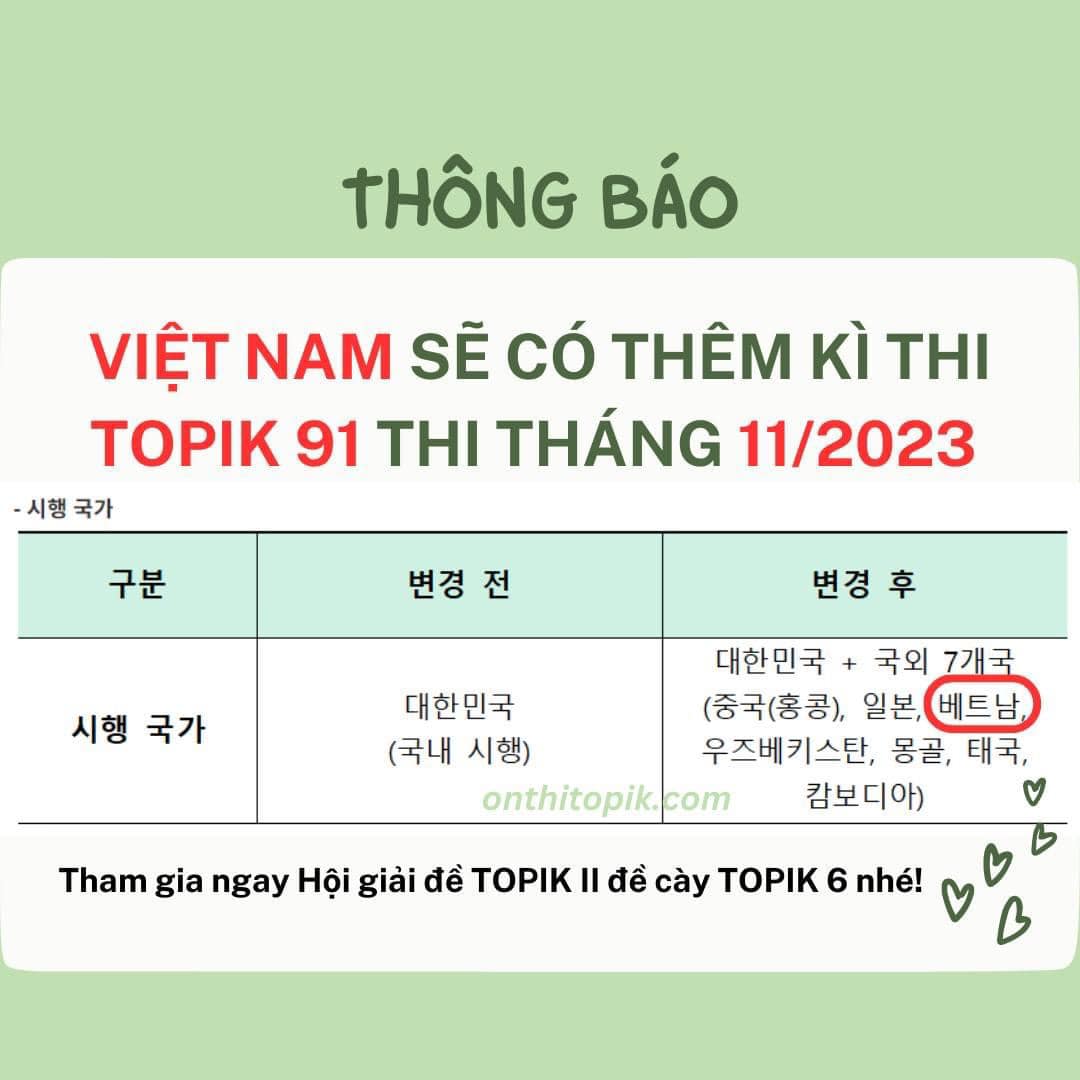 THÔNG BÁO
VIỆT NAM SẼ CÓ THÊM KÌ THI
TOPIK 91 THI THÁNG 11/2023
- 시행 국가
구분
변경 전
변경 후
시행 국가
대한민국
(국내 시행)
대한민국 + 국외 7개국
(중국(홍콩), 일본, 베트남,
우즈베키스탄, 몽골, 태국,
캄보디아)
onthitopik.com
Tham gia ngay Hội giải đề TOPIK II để cày TOPIK 6 nhé!